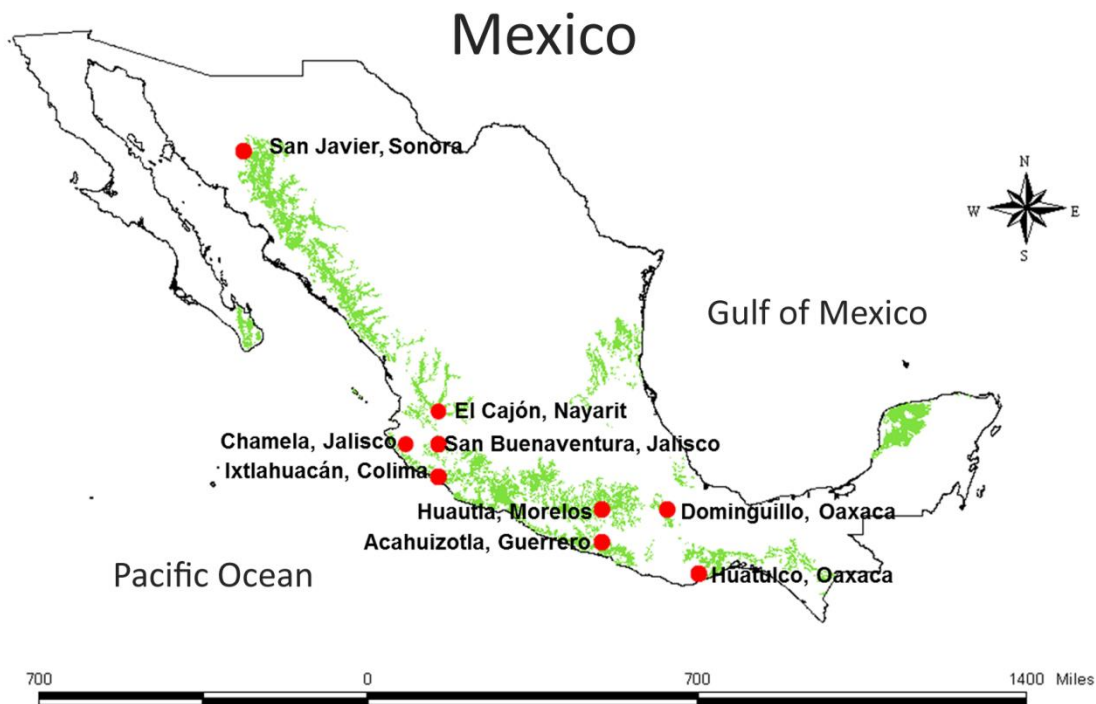 Mexico
San Javier, Sonora
N
W E
S
Gulf of Mexico
El Cajón, Nayarit
Chamela, Jalisco San Buenaventura, Jalisco
Ixtlahuacán, Colima
Huautla, Morelos Dominguillo, Oaxaca
Acahuizotla, Guerrero
Pacific Ocean Huatulco, Oaxaca
700 0 700 1400 Miles